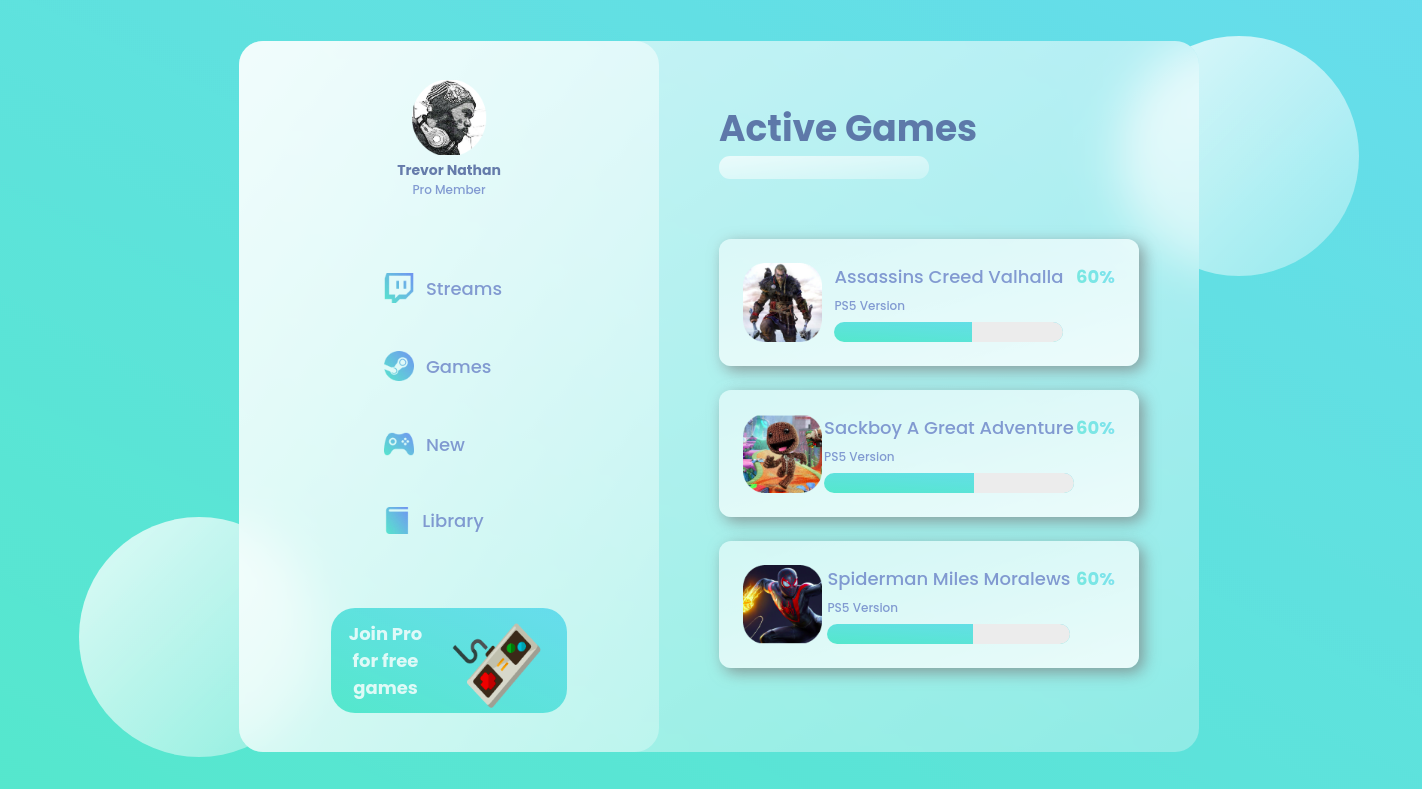 Trevor Nathan
Pro Member
Streams
Games
New
Library
Join Pro
for free
games
Active Games
Assassins Creed Valhalla 60%
PS5 Version
Sackboy A Great Adventure 60%
PS5 Version
Spiderman Miles Moralews 60%
PS5 Version